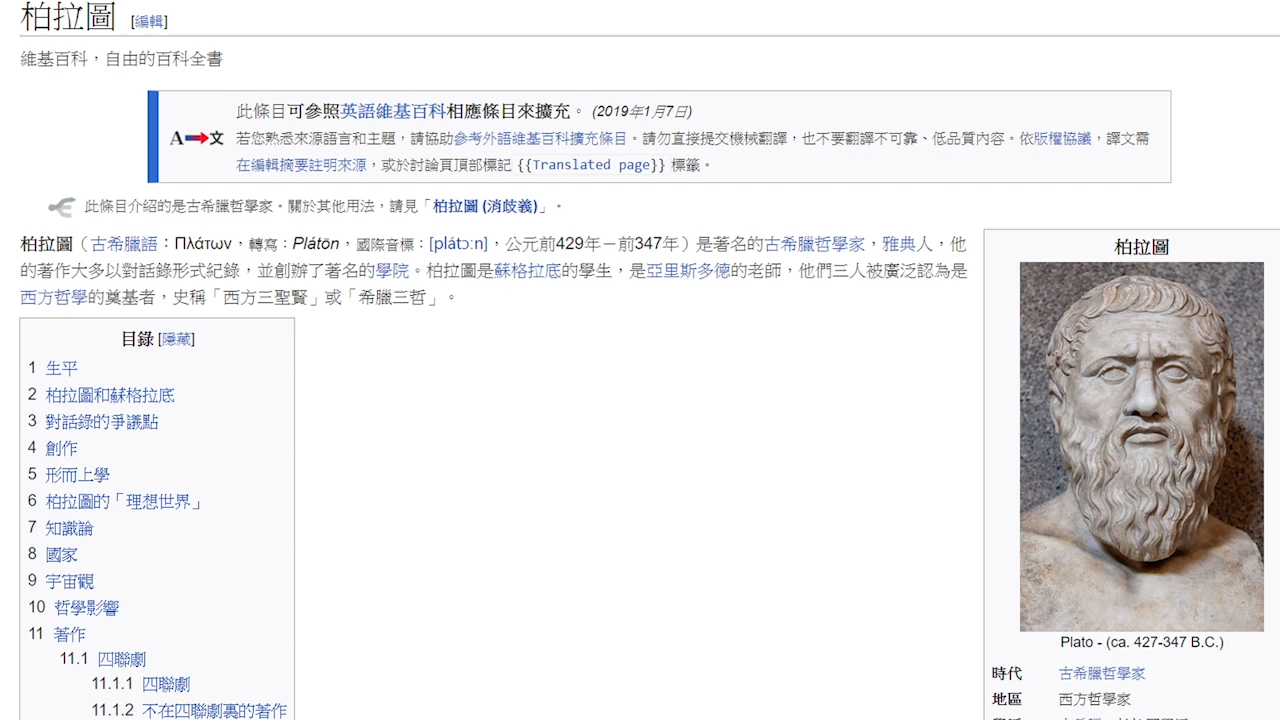 柏拉圖 [編輯]
維基百科，自由的百科全書
此條目可參照英語維基百科相應條目來擴充。 (2019年1月7日)
若您熟悉來源語言和主題，請協助參考外語維基百科擴充條目。請勿直接提交機械翻譯，也不要翻譯不可靠、低品質內容。依版權協議，譯文需
在編輯摘要註明來源，或於討論頁頂部標記 {{Translated page}} 標籤。
A 文
此條目介紹的是古希臘哲學家。關於其他用法，請見「柏拉圖 (消歧義)」。
柏拉圖（古希臘語：Πλάτων，轉寫：Plátōn，國際音標：[plátɔːn]，公元前429年－前347年）是著名的古希臘哲學家，雅典人，他
的著作大多以對話錄形式紀錄，並創辦了著名的學院。柏拉圖是蘇格拉底的學生，是亞里斯多德的老師，他們三人被廣泛認為是
西方哲學的奠基者，史稱「西方三聖賢」或「希臘三哲」。
目錄 [隱藏]
1 生平
2 柏拉圖和蘇格拉底
3 對話錄的爭議點
4 創作
5 形而上學
6 柏拉圖的「理想世界」
7 知識論
8 國家
9 宇宙觀
10 哲學影響
11 著作
11.1 四聯劇
11.1.1 四聯劇
11.1.2 不在四聯劇裏的著作
柏拉圖
Plato - (ca. 427-347 B.C.)
時代 古希臘哲學家
地區 西方哲學家